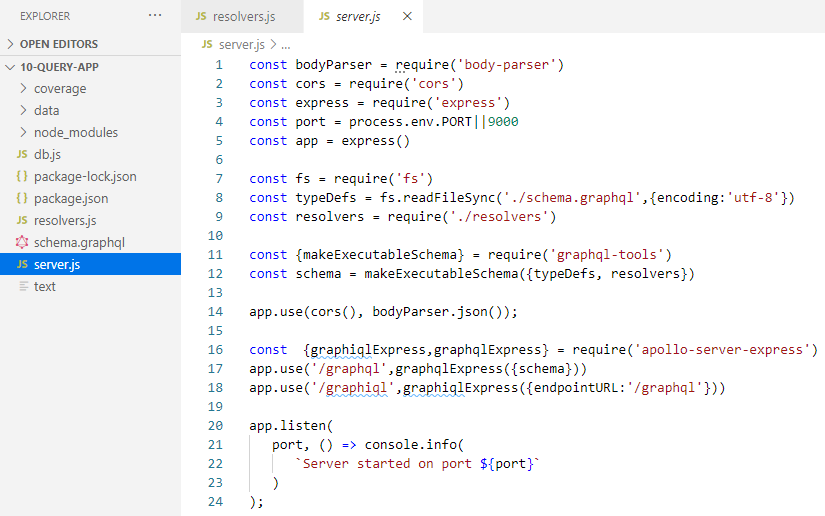 EXPLORER ...
OPEN EDITORS
10-QUERY-APP
coverage
data
node_modules
JS db.js
{} package-lock.json
{} package.json
JS resolvers.js
schema.graphql
JS server.js
text
JS resolvers.js JS server.js ×
JS server.js > ...
1 const bodyParser = require('body-parser')
2 const cors = require('cors')
3 const express = require('express')
4 const port = process.env.PORT||9000
5 const app = express()
6
7 const fs = require('fs')
8 const typeDefs = fs.readFileSync('./schema.graphql',{encoding:'utf-8'})
9 const resolvers = require('./resolvers')
10
11 const {makeExecutableSchema} = require('graphql-tools')
12 const schema = makeExecutableSchema({typeDefs, resolvers})
13
14 app.use(cors(), bodyParser.json());
15
16 const  {graphiqlExpress,graphqlExpress} = require('apollo-server-express')
17 app.use('/graphql',graphqlExpress({schema}))
18 app.use('/graphiql',graphiqlExpress({endpointURL:'/graphql'}))
19
20 app.listen(
21    port, () => console.info(
22       `Server started on port ${port}`
23    )
24 );